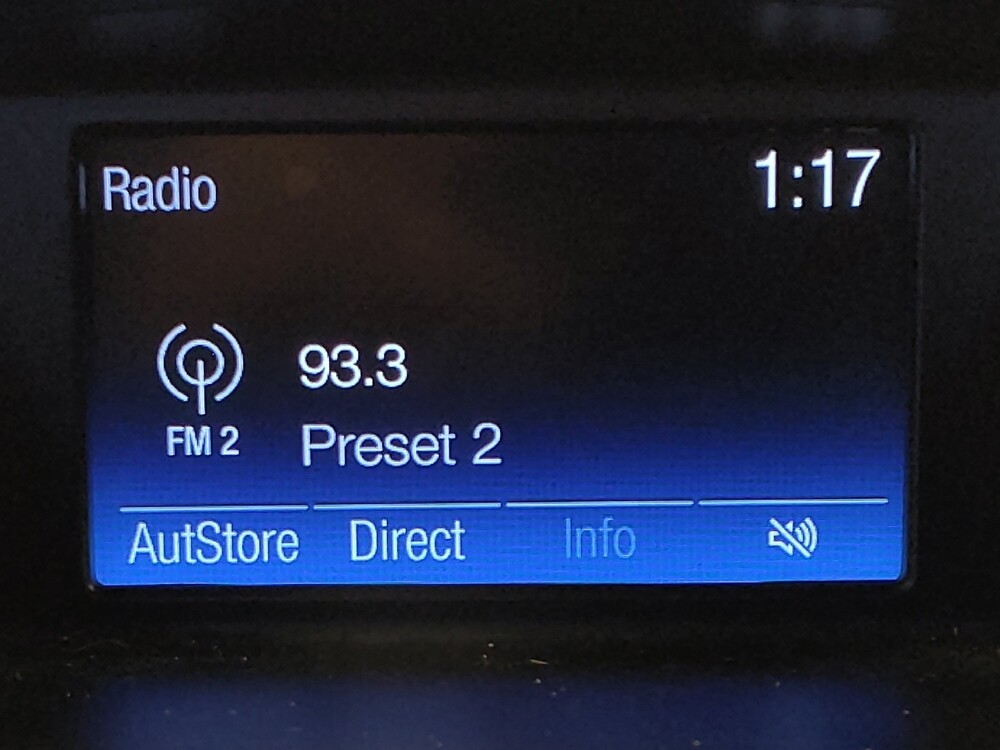 Radio
1:17
93.3
FM 2
Preset 2
AutStore
Direct
Info